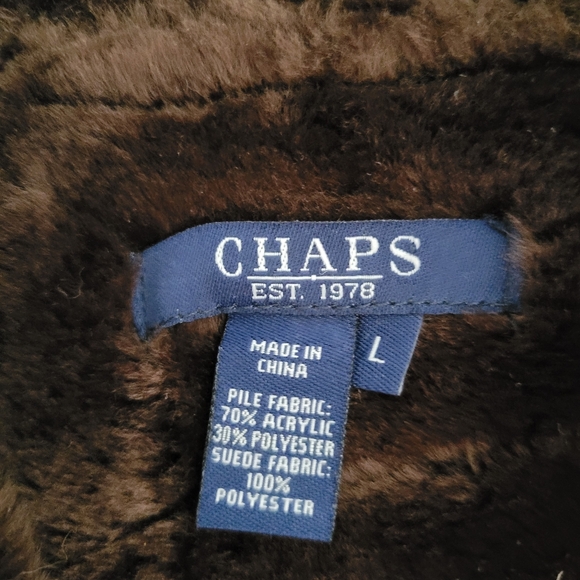 CHAPS
EST. 1978
L
MADE IN
CHINA
PILE FABRIC:
70% ACRYLIC
30% POLYESTER
SUEDE FABRIC:
100%
POLYESTER